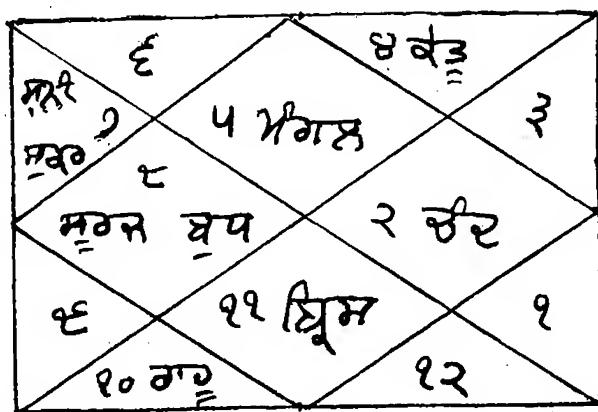 ੬
੪ ਕੇਤੂ
੭
੫ ਮੰਗਲ
੩
ਸ਼ੁਕਰ
੮
ਸੂਰਜ ਬੁਧ
੨ ਚੰਦ
੯
੧੧
੧
੧੦ ਰਾਹੂ
੧੨